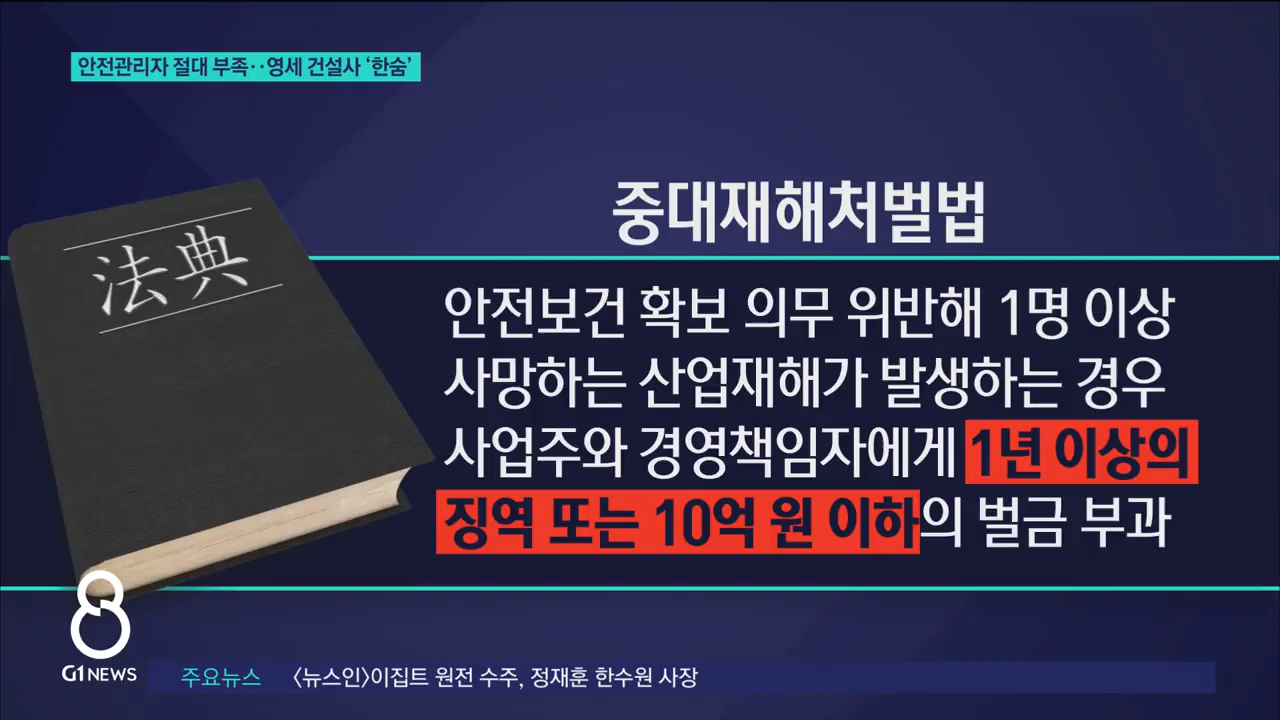 안전관리자 절대 부족‥영세 건설사 ‘한숨’
중대재해처벌법
法典
안전보건 확보 의무 위반해 1명 이상
사망하는 산업재해가 발생하는 경우
사업주와 경영책임자에게 1년 이상의
징역 또는 10억 원 이하의 벌금 부과
8
G1 NEWS
주요뉴스 〈뉴스인〉이집트 원전 수주, 정재훈 한수원 사장